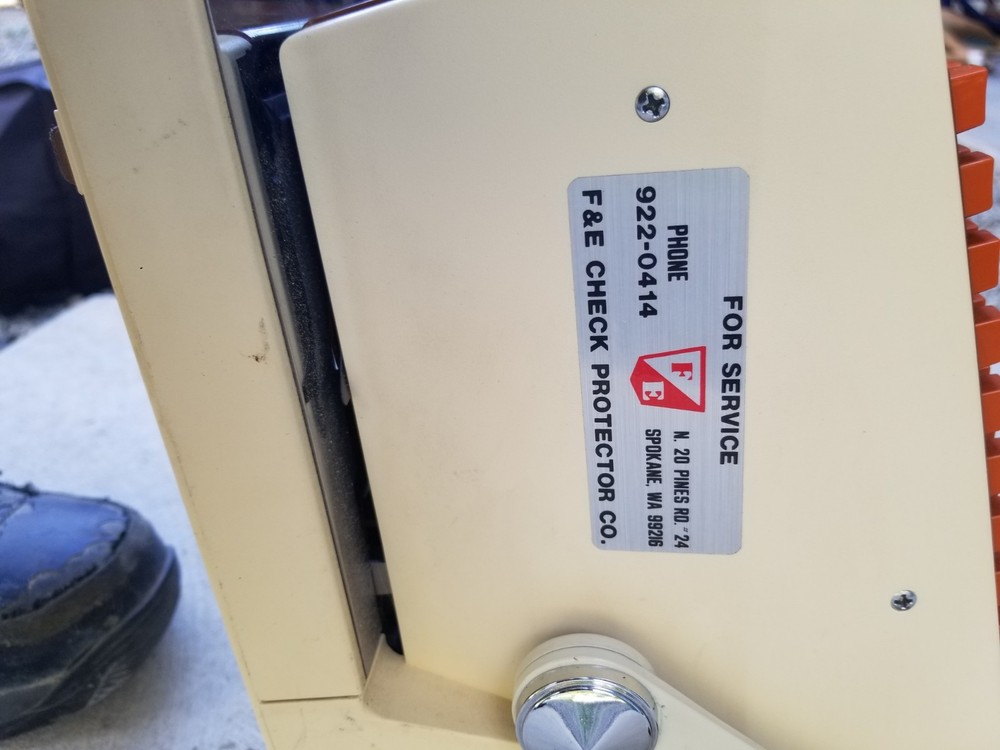 FOR SERVICE
PHONE
922-0414
F
E
N. 20 PINES RD. #24
SPOKANE, WA 99216
F&E CHECK PROTECTOR CO.